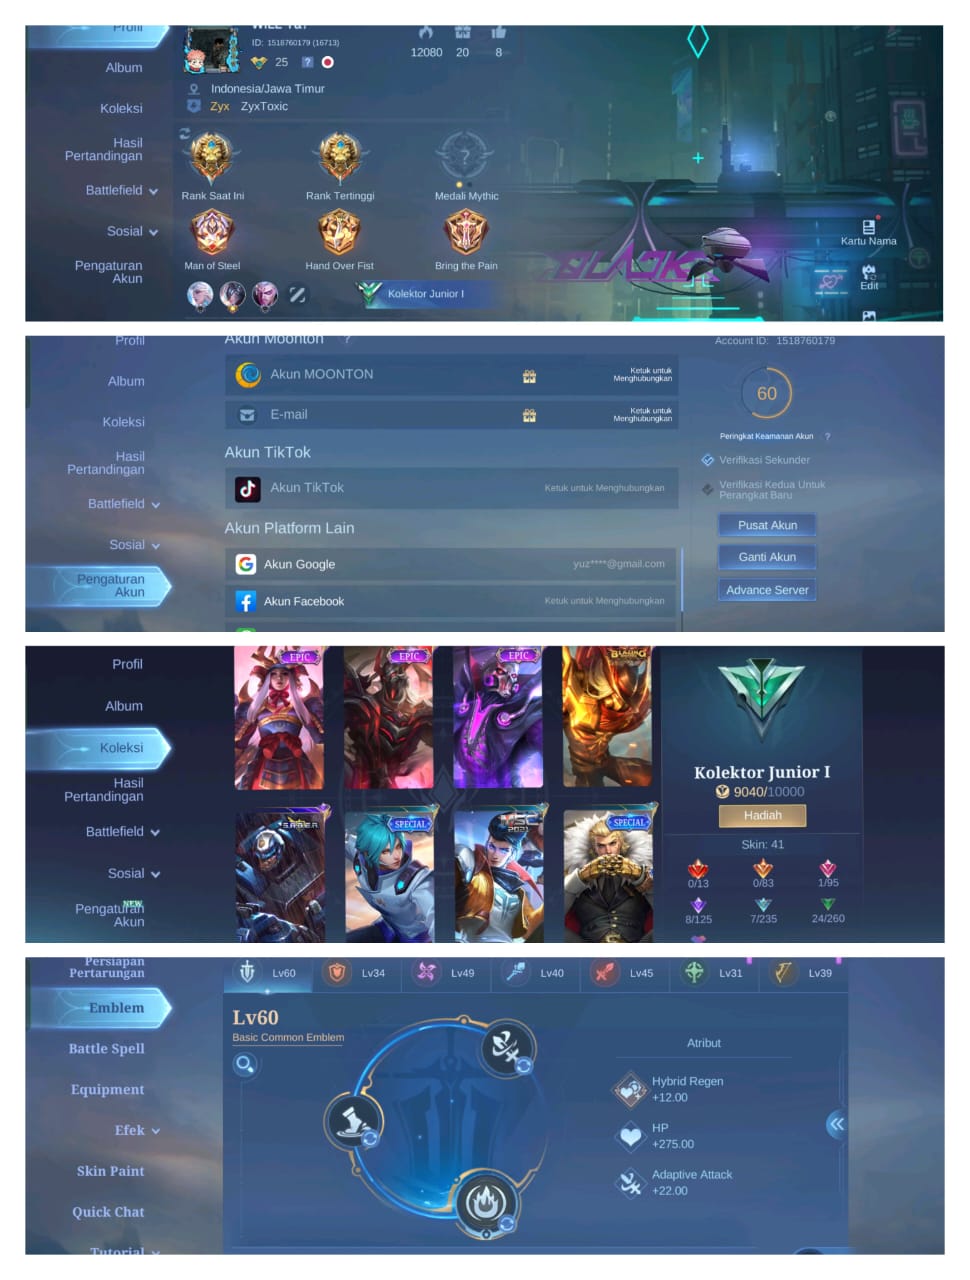 Profil
Album
Koleksi
Hasil
Pertandingan
Battlefield
Sosial
Pengaturan
Akun
ID: 1518760179 (16713)
25
?
12080
20
8
Indonesia/Jawa Timur
Zyx ZyxToxic
?
Rank Saat Ini
Rank Tertinggi
Medali Mythic
Man of Steel
Hand Over Fist
Bring the Pain
Kolektor Junior I
Kartu Nama
Edit
Profil
Album
Koleksi
Hasil
Pertandingan
Battlefield
Sosial
Pengaturan
Akun
Akun Moonton ?
Akun MOONTON
Ketuk untuk
Menghubungkan
E-mail
Ketuk untuk
Menghubungkan
Akun TikTok
Akun TikTok
Ketuk untuk Menghubungkan
Akun Platform Lain
Akun Google
yuz****@gmail.com
Akun Facebook
Ketuk untuk Menghubungkan
Account ID: 1518760179
60
Peringkat Keamanan Akun ?
Verifikasi Sekunder
Verifikasi Kedua Untuk
Perangkat Baru
Pusat Akun
Ganti Akun
Advance Server
Profil
Album
Koleksi
Hasil
Pertandingan
Battlefield
Sosial
NEW
Pengaturan
Akun
EPIC
EPIC
EPIC
BLAZING
S.A.B.E.R
SPECIAL
2021
SPECIAL
Kolektor Junior I
9040/10000
Hadiah
Skin: 41
0/13
0/83
1/95
8/125
7/235
24/260
Persiapan
Pertarungan
Emblem
Battle Spell
Equipment
Efek
Skin Paint
Quick Chat
Tutorial
Lv60
Lv34
Lv49
Lv40
Lv45
Lv31
Lv39
Lv60
Basic Common Emblem
Atribut
Hybrid Regen
+12.00
HP
+275.00
Adaptive Attack
+22.00